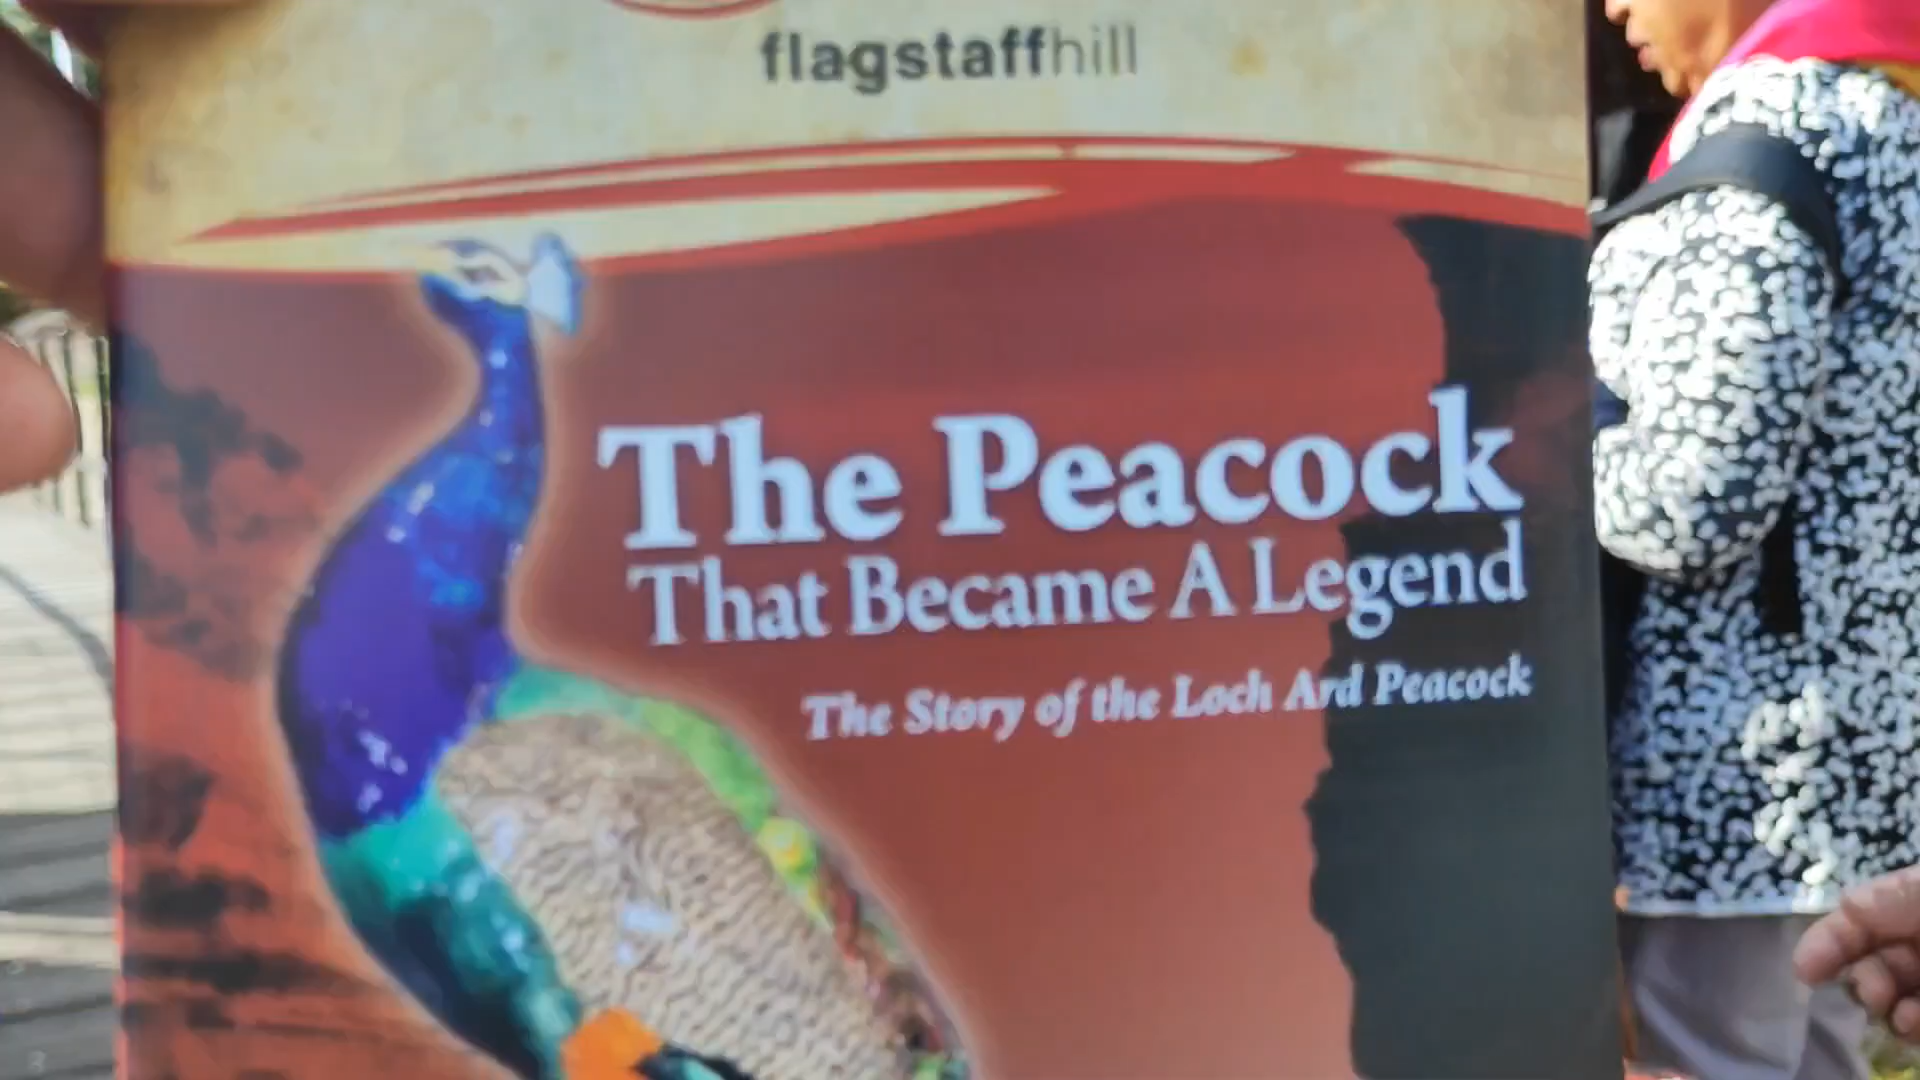 flagstaffhill
The Peacock
That Became A Legend
The Story of the Loch Ard Peacock